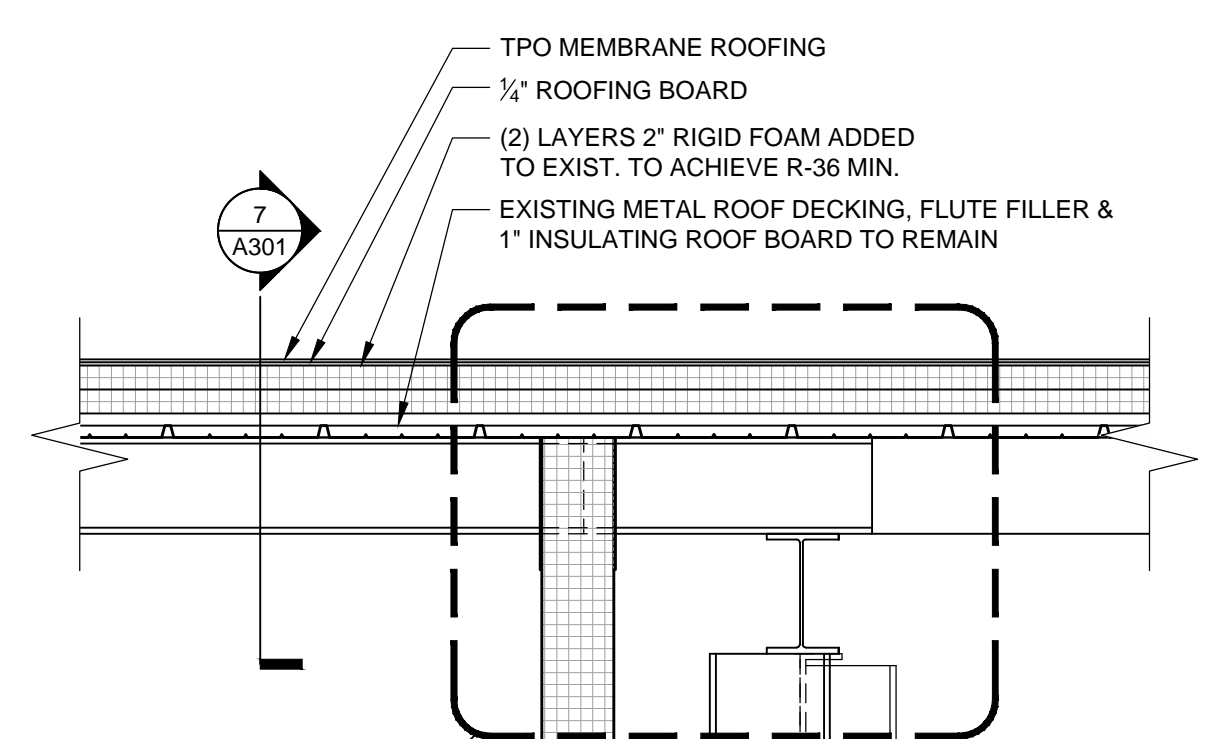 TPO MEMBRANE ROOFING
¼" ROOFING BOARD
(2) LAYERS 2" RIGID FOAM ADDED
TO EXIST. TO ACHIEVE R-36 MIN.
EXISTING METAL ROOF DECKING, FLUTE FILLER &
1" INSULATING ROOF BOARD TO REMAIN
7
A301